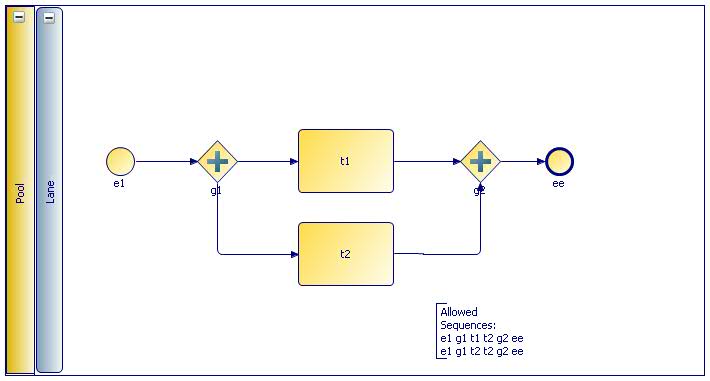 Pool
Lane
e1
g1
t1
t2
g2
ee
Allowed
Sequences:
e1 g1 t1 t2 g2 ee
e1 g1 t2 t2 g2 ee